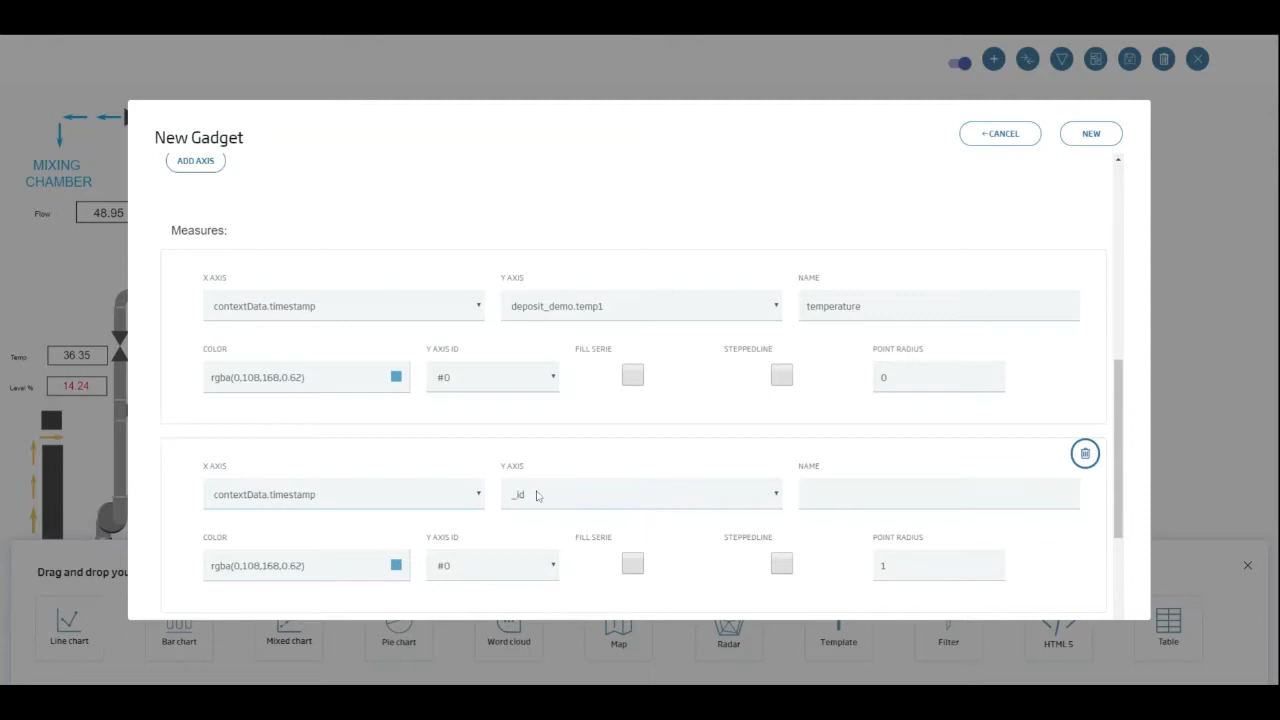 New Gadget
←CANCEL
NEW
ADD AXIS
MIXING
CHAMBER
Flow
48.95
Measures:
X AXIS
Y AXIS
NAME
contextData.timestamp
deposit_demo.temp1
temperature
COLOR
Y AXIS ID
FILL SERIE
STEPPEDLINE
POINT RADIUS
rgba(0,108,168,0.62)
#0
0
Temp
36.35
Level %
14.24
X AXIS
Y AXIS
NAME
contextData.timestamp
_id
COLOR
Y AXIS ID
FILL SERIE
STEPPEDLINE
POINT RADIUS
rgba(0,108,168,0.62)
#0
1
Drag and drop you
Line chart
Bar chart
Mixed chart
Pie chart
Word cloud
Map
Radar
Template
Filter
HTML 5
Table